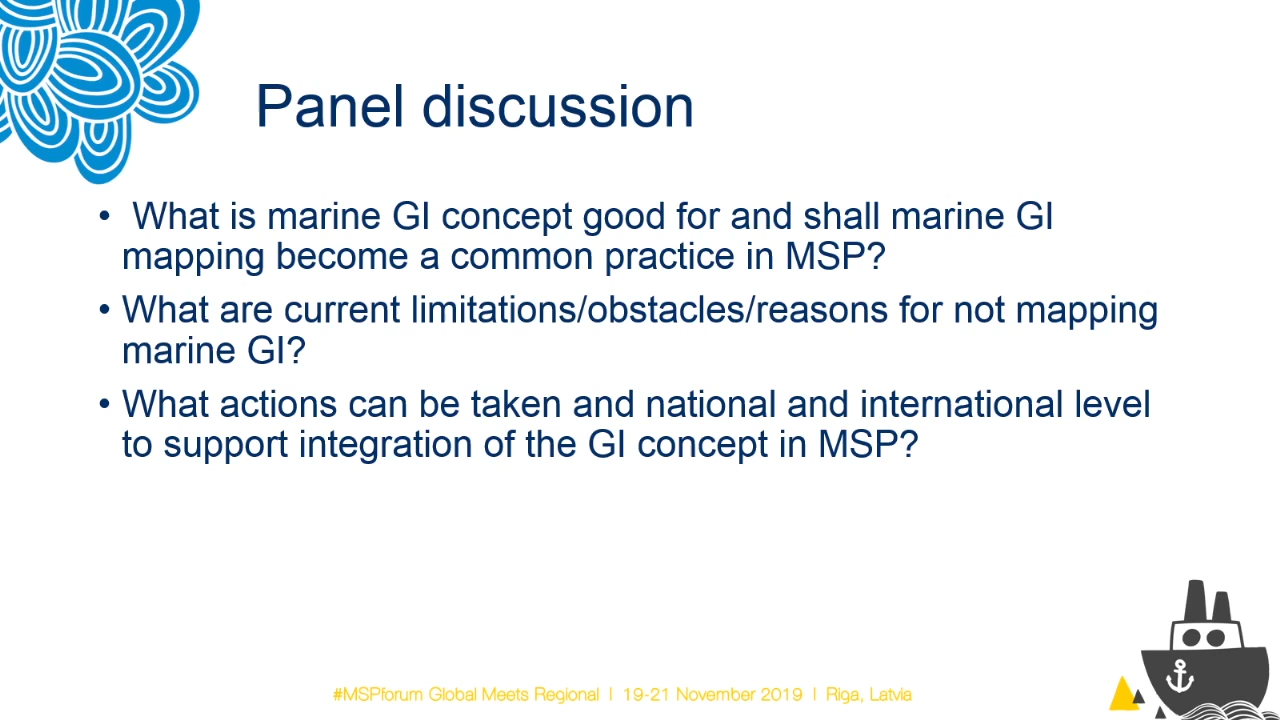 Panel discussion
• What is marine GI concept good for and shall marine GI
mapping become a common practice in MSP?
• What are current limitations/obstacles/reasons for not mapping
marine GI?
• What actions can be taken and national and international level
to support integration of the GI concept in MSP?
#MSPforum Global Meets Regional | 19-21 November 2019 | Riga, Latvia